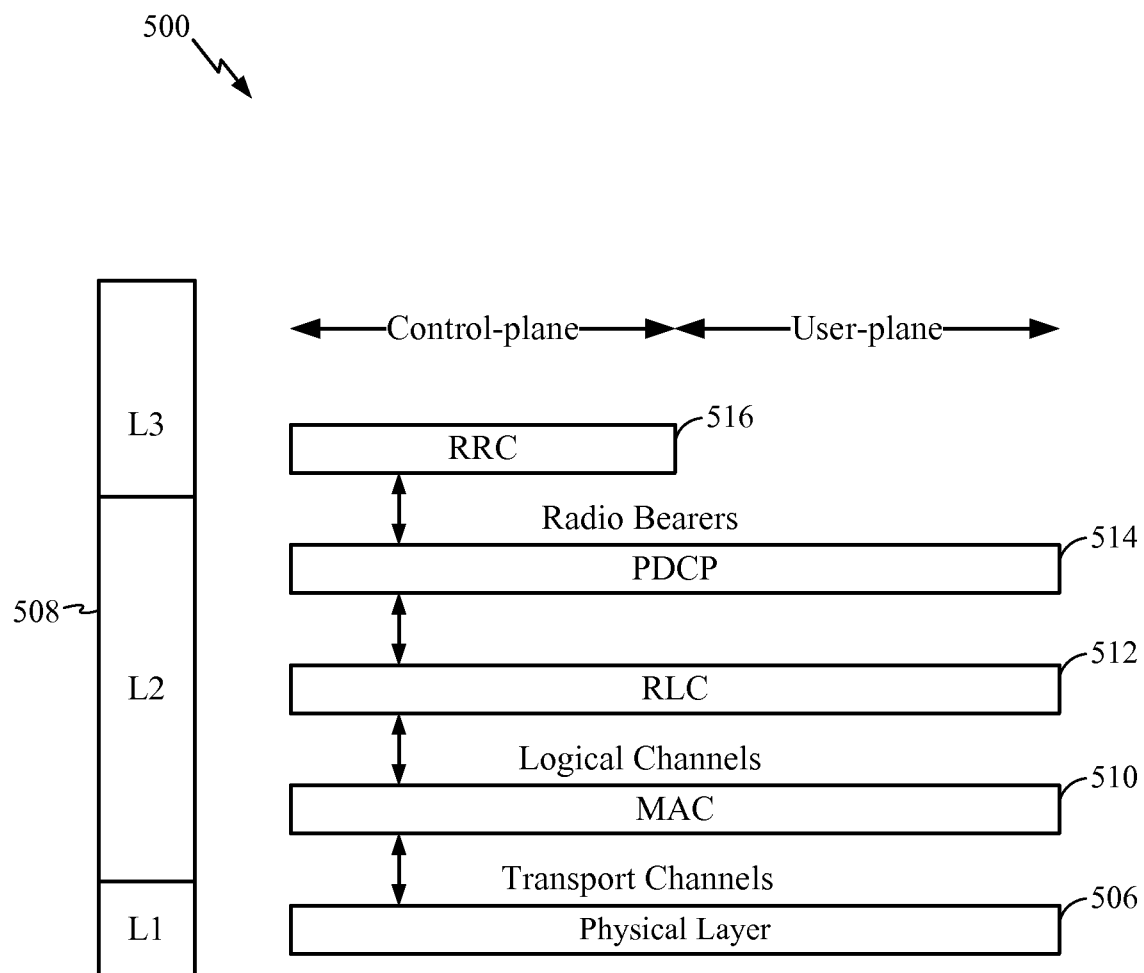 500
Control-plane User-plane
L3
RRC
516
Radio Bearers
PDCP
514
508
L2
RLC
512
Logical Channels
MAC
510
Transport Channels
Physical Layer
506
L1